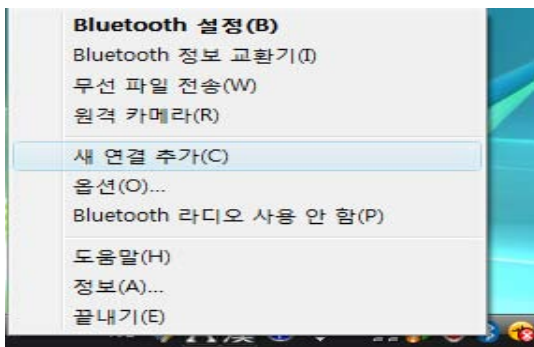 Bluetooth 설정(B)
Bluetooth 정보 교환기(I)
무선 파일 전송(W)
원격 카메라(R)
새 연결 추가(C)
옵션(O)...
Bluetooth 라디오 사용 안 함(P)
도움말(H)
정보(A)...
끝내기(E)